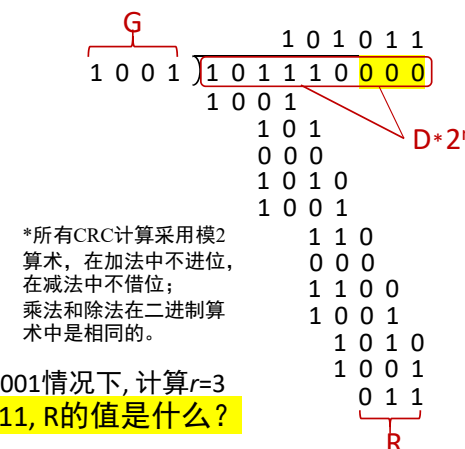 G
1 0 1 0 1 1
1 0 0 1 ) 1 0 1 1 1 0 0 0 0
1 0 0 1
D*2
1 0 1
0 0 0
1 0 1 0
1 0 0 1
1 1 0
0 0 0
1 1 0 0
1 0 0 1
1 0 1 0
1 0 0 1
0 1 1
R
*所有CRC计算采用模2
算术，在加法中不进位，
在减法中不借位；
乘法和除法在二进制算
术中是相同的。
001情况下, 计算r=3
11, R的值是什么？